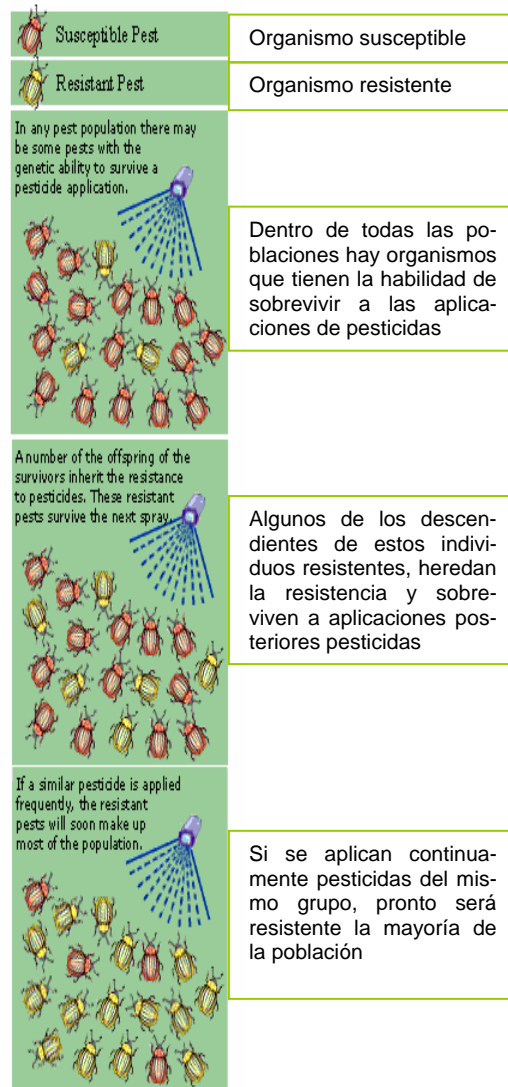 Susceptible Pest
Organismo susceptible
Resistant Pest
Organismo resistente
In any pest population there may
be some pests with the
genetic ability to survive a
pesticide application.
Dentro de todas las po-
blaciones hay organismos
que tienen la habilidad de
sobrevivir a las aplica-
ciones de pesticidas
A number of the offspring of the
survivors inherit the resistance
to pesticides. These resistant
pests survive the next spray.
Algunos de los descen-
dientes de estos indivi-
duos resistentes, heredan
la resistencia y sobre-
viven a aplicaciones pos-
teriores pesticidas
If a similar pesticide is applied
frequently, the resistant
pests will soon make up
most of the population.
Si se aplican continua-
mente pesticidas del mis-
mo grupo, pronto será
resistente la mayoría de
la población